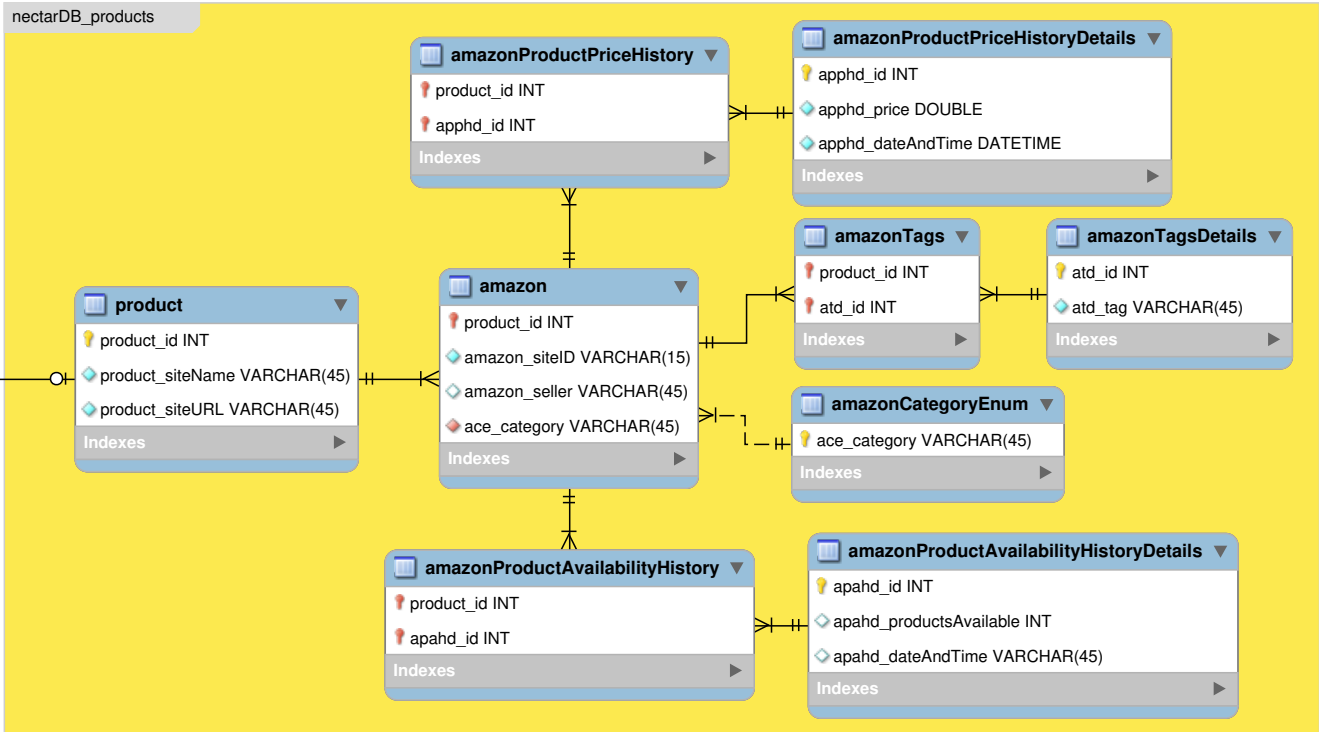 nectarDB_products
amazonProductPriceHistory
product_id INT
apphd_id INT
Indexes
amazonProductPriceHistoryDetails
apphd_id INT
apphd_price DOUBLE
apphd_dateAndTime DATETIME
Indexes
product
product_id INT
product_siteName VARCHAR(45)
product_siteURL VARCHAR(45)
Indexes
amazon
product_id INT
amazon_siteID VARCHAR(15)
amazon_seller VARCHAR(45)
ace_category VARCHAR(45)
Indexes
amazonTags
product_id INT
atd_id INT
Indexes
amazonTagsDetails
atd_id INT
atd_tag VARCHAR(45)
Indexes
amazonCategoryEnum
ace_category VARCHAR(45)
Indexes
amazonProductAvailabilityHistory
product_id INT
apahd_id INT
Indexes
amazonProductAvailabilityHistoryDetails
apahd_id INT
apahd_productsAvailable INT
apahd_dateAndTime VARCHAR(45)
Indexes